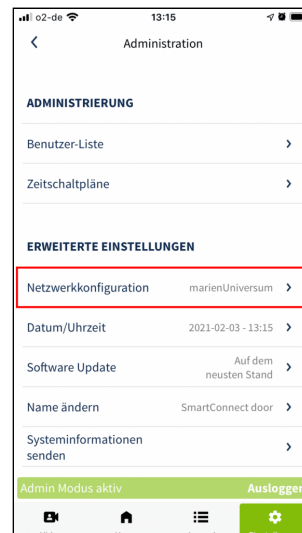 o2-de 13:15
Administration
ADMINISTRIERUNG
Benutzer-Liste
Zeitschaltpläne
ERWEITERTE EINSTELLUNGEN
Netzwerkkonfiguration marienUniversum
Datum/Uhrzeit 2021-02-03 - 13:15
Software Update Auf dem
neusten Stand
Name ändern SmartConnect door
Systeminformationen
senden
Admin Modus aktiv Ausloggen